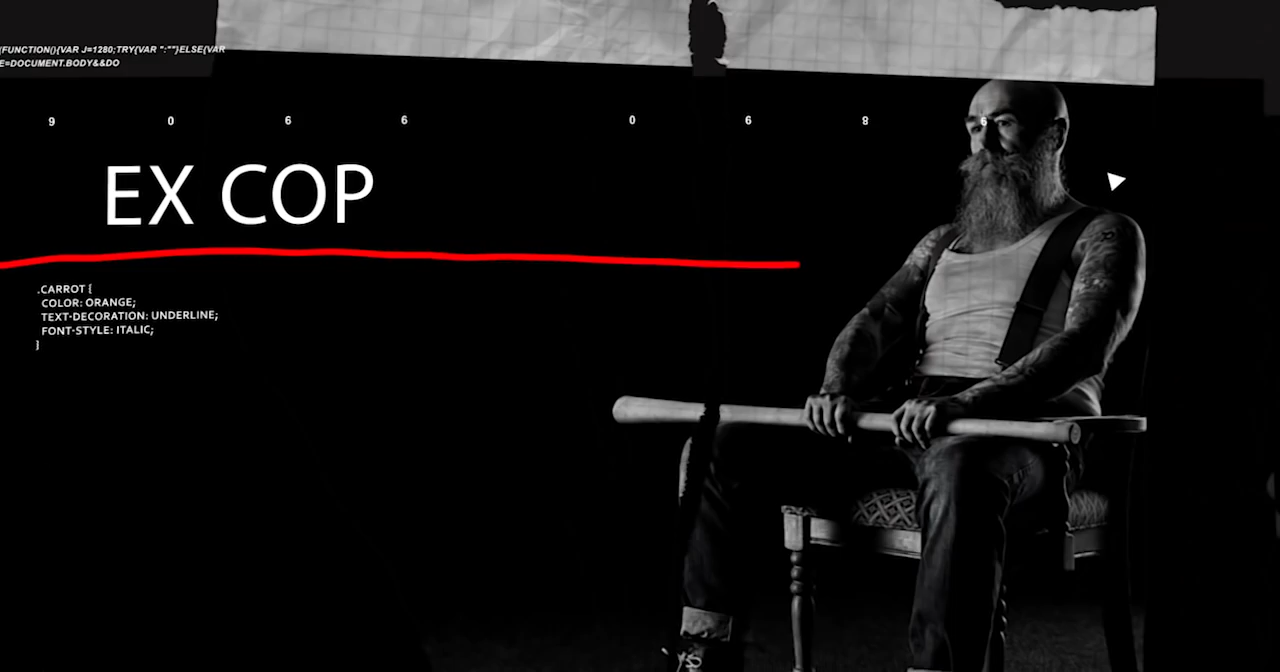 (FUNCTION(){VAR J=1280;TRY{VAR ":""}ELSE{VAR
E=DOCUMENT.BODY&&DO
9 0 6 6 0 6 8 6
EX COP
.CARROT {
COLOR: ORANGE;
TEXT-DECORATION: UNDERLINE;
FONT-STYLE: ITALIC;
}